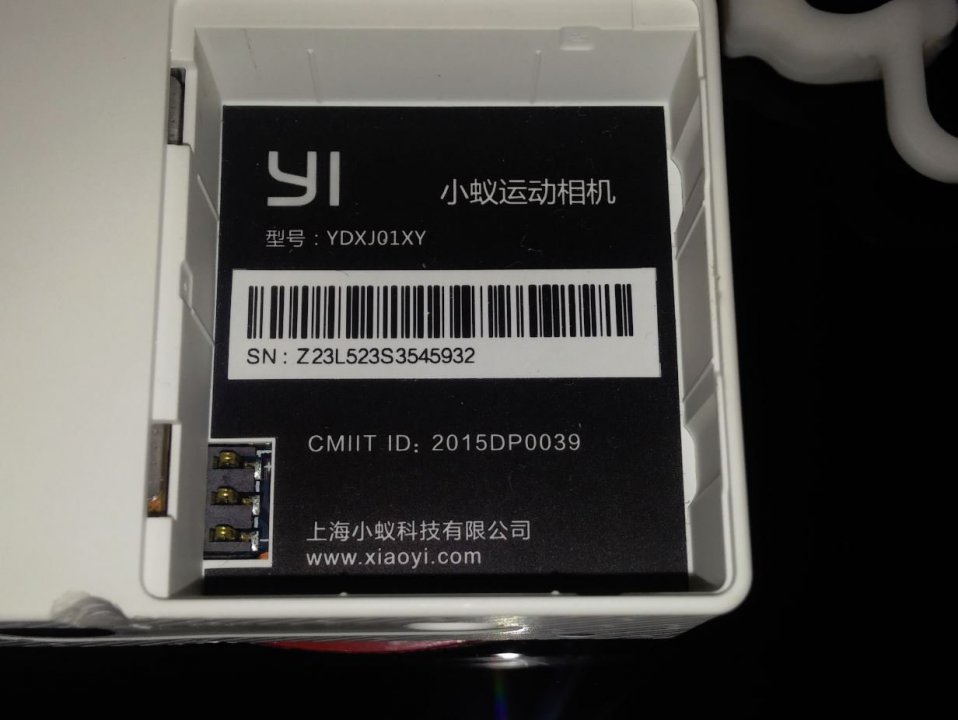 YI
小蚁运动相机
型号：YDXJ01XY
SN: Z23L523S3545932
CMIIT ID: 2015DP0039
上海小蚁科技有限公司
www.xiaoyi.com